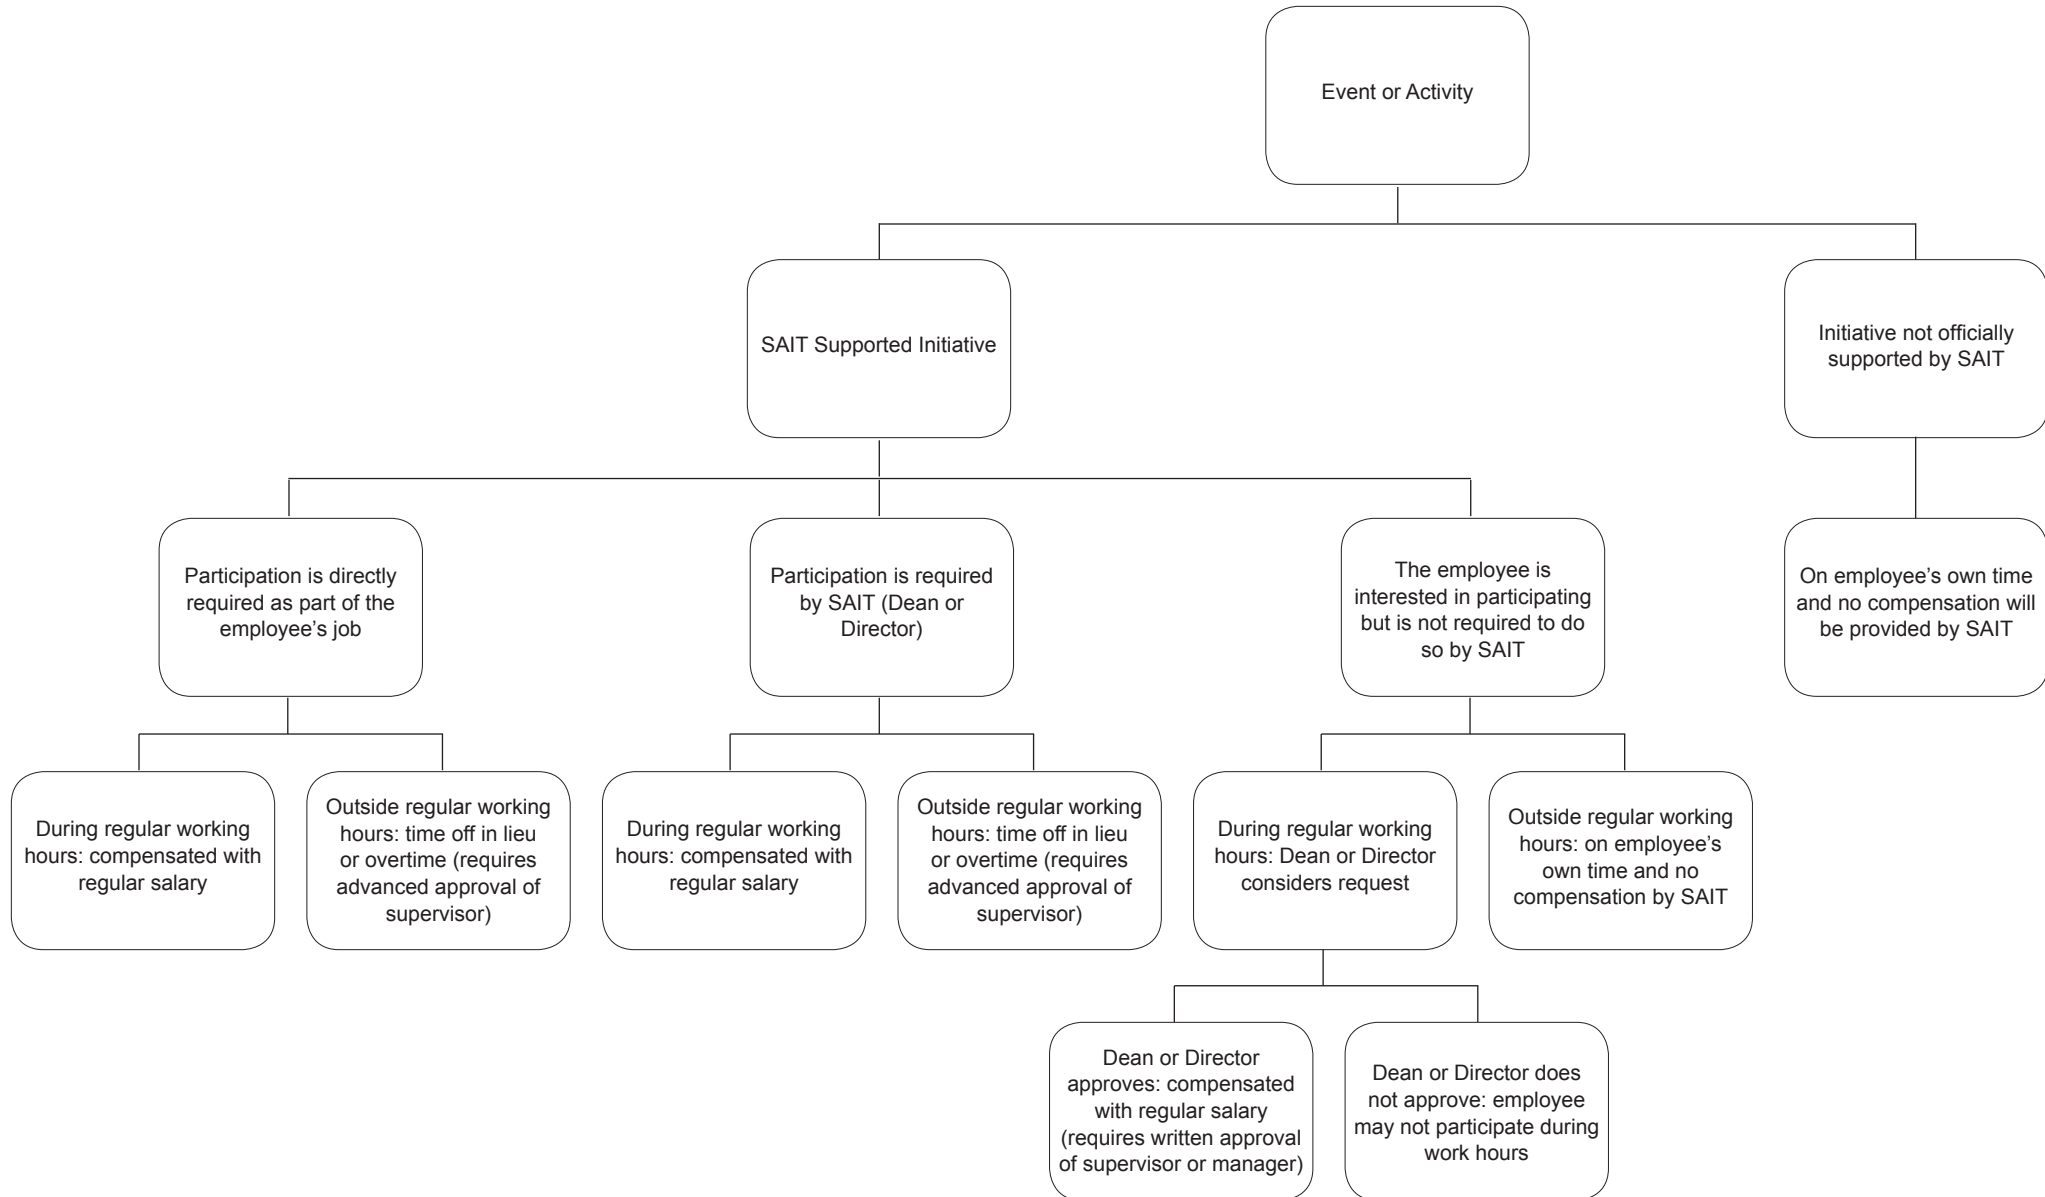 Event or Activity
SAIT Supported Initiative
Initiative not officially
supported by SAIT
Participation is directly
required as part of the
employee’s job
Participation is required
by SAIT (Dean or
Director)
The employee is
interested in participating
but is not required to do
so by SAIT
On employee’s own time
and no compensation will
be provided by SAIT
During regular working
hours: compensated with
regular salary
Outside regular working
hours: time off in lieu
or overtime (requires
advanced approval of
supervisor)
During regular working
hours: compensated with
regular salary
Outside regular working
hours: time off in lieu
or overtime (requires
advanced approval of
supervisor)
During regular working
hours: Dean or Director
considers request
Outside regular working
hours: on employee’s
own time and no
compensation by SAIT
Dean or Director
approves: compensated
with regular salary
(requires written approval
of supervisor or manager)
Dean or Director does
not approve: employee
may not participate during
work hours